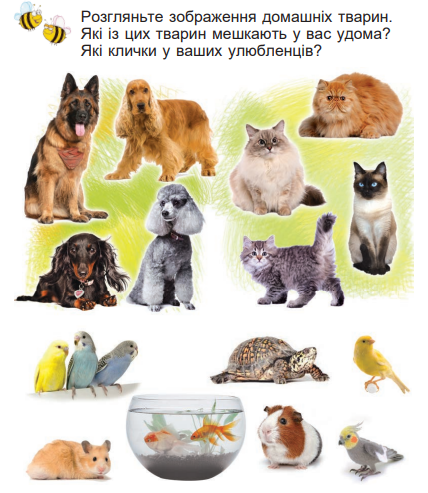 Розгляньте зображення домашніх тварин.
Які із цих тварин мешкають у вас удома?
Які клички у ваших улюбленців?